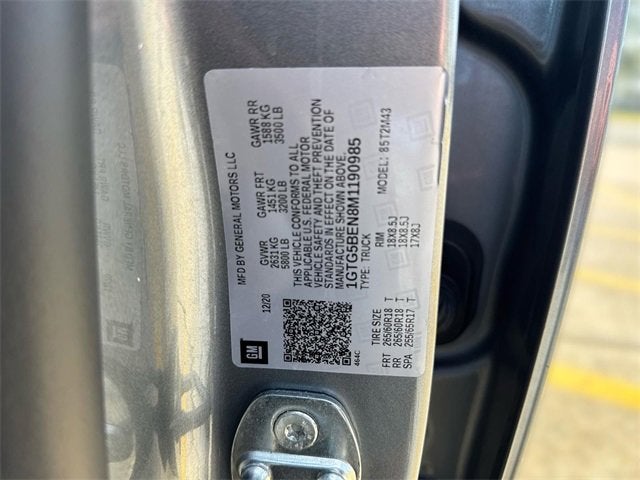 MFD BY GENERAL MOTORS LLC
12/20 GVWR GAWR FRT GAWR RR
2631 KG 1451 KG 1588 KG
5800 LB 3200 LB 3500 LB
THIS VEHICLE CONFORMS TO ALL
APPLICABLE U.S. FEDERAL MOTOR
VEHICLE SAFETY AND THEFT PREVENTION
STANDARDS IN EFFECT ON THE DATE OF
MANUFACTURE SHOWN ABOVE.
1GTG5BEN8M1190985
TYPE: TRUCK MODEL: 85T2M43
GM
464C
TIRE SIZE RIM
FRT 265/60R18 T 18X8.5J
RR 265/60R18 T 18X8.5J
SPA 255/65R17 T 17X8J